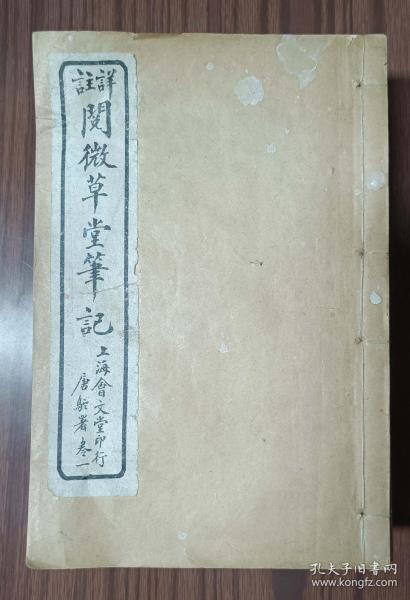 詳註
閱微草堂筆記
上海會文堂印行
唐駝署 卷一
孔夫子旧书网
www.kongfz.com